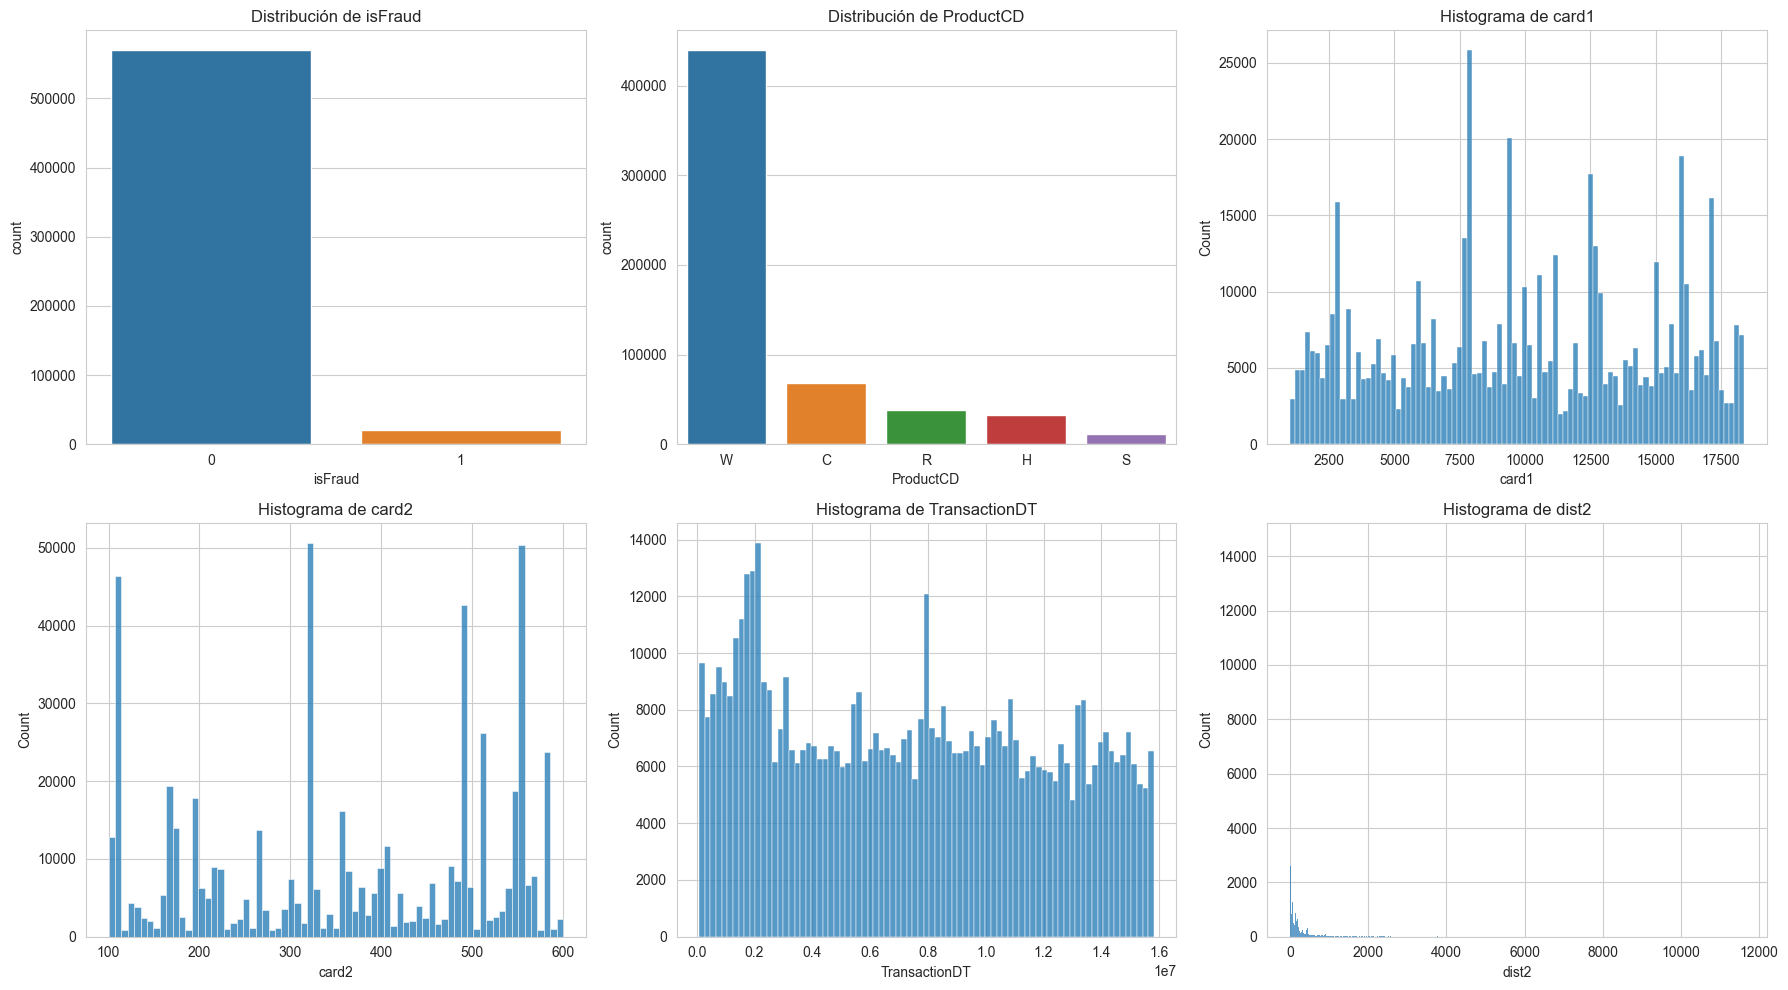 Distribución de isFraud
500000
400000
300000
200000
100000
0
count
0 1
isFraud
Distribución de ProductCD
400000
300000
200000
100000
0
count
W C R H S
ProductCD
Histograma de card1
25000
20000
15000
10000
5000
0
Count
2500 5000 7500 10000 12500 15000 17500
card1
Histograma de card2
50000
40000
30000
20000
10000
0
Count
100 200 300 400 500 600
card2
Histograma de TransactionDT
14000
12000
10000
8000
6000
4000
2000
0
Count
0.0 0.2 0.4 0.6 0.8 1.0 1.2 1.4 1.6
1e7
TransactionDT
Histograma de dist2
14000
12000
10000
8000
6000
4000
2000
0
Count
0 2000 4000 6000 8000 10000 12000
dist2